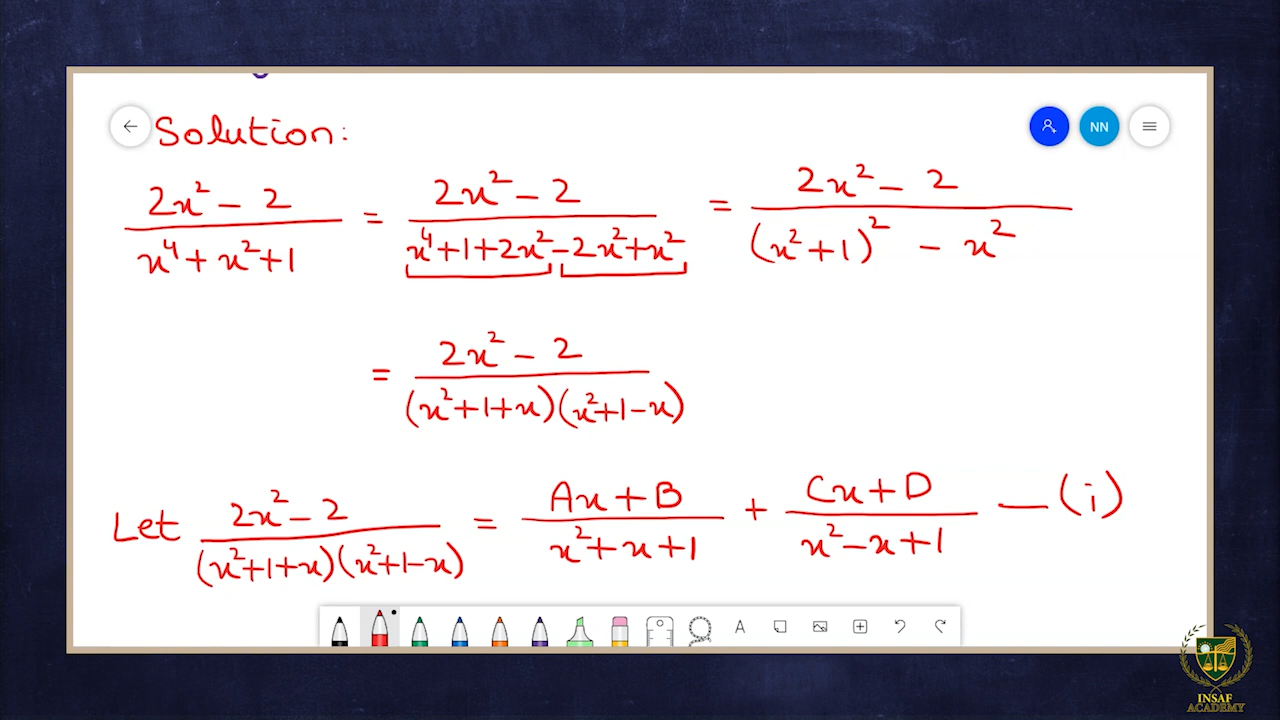 Solution:
NN
2x² - 2 / x⁴ + x² + 1 = 2x² - 2 / x⁴ + 1 + 2x² - 2x² + x² = 2x² - 2 / (x² + 1)² - x²
= 2x² - 2 / (x² + 1 + x)(x² + 1 - x)
Let 2x² - 2 / (x² + 1 + x)(x² + 1 - x) = Ax + B / x² + x + 1 + Cx + D / x² - x + 1 — (i)
A
INSAF
ACADEMY